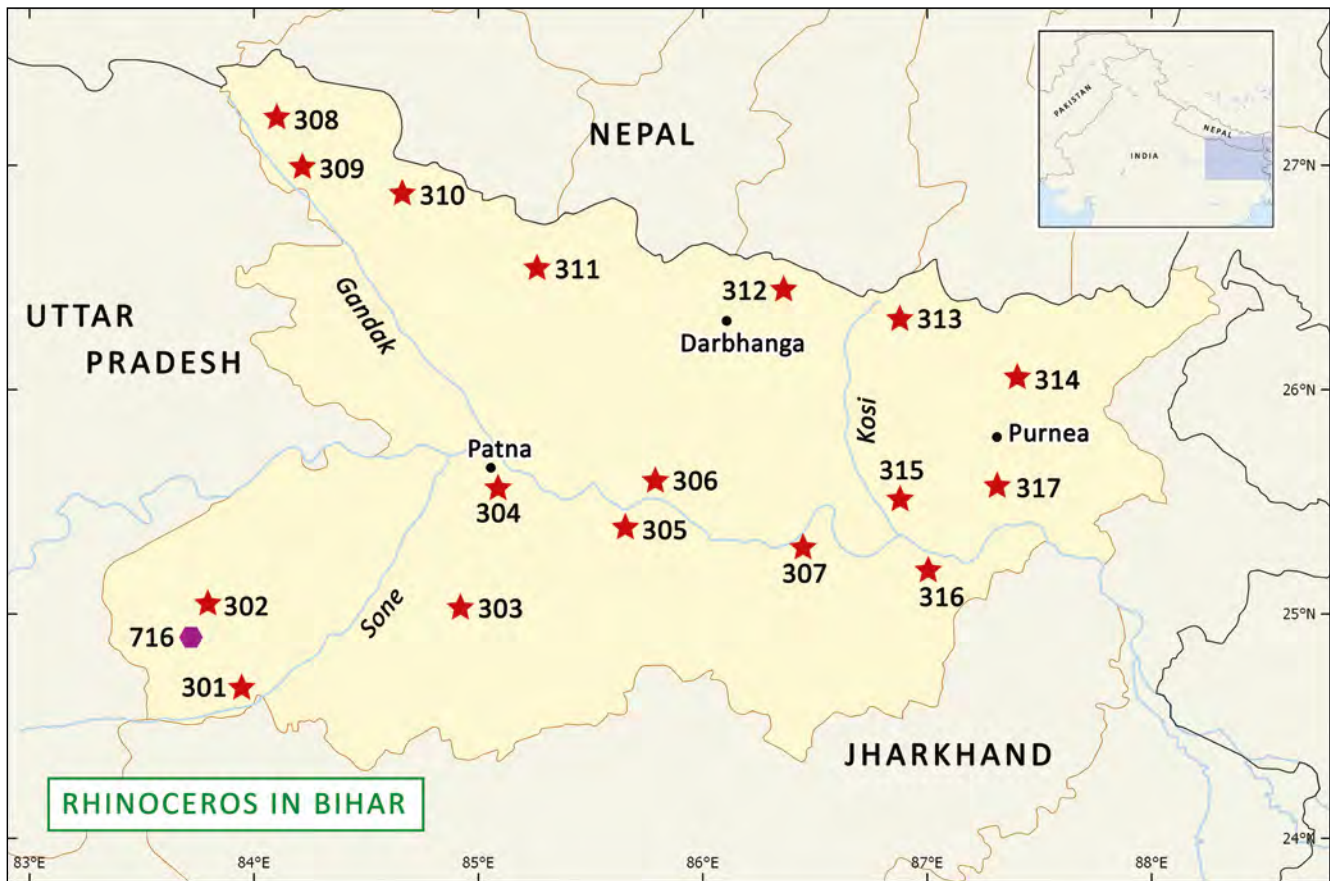 PAKISTAN
NEPAL
INDIA
308
NEPAL
309
27°N
310
311
312
UTTAR
PRADESH
Gandak
Darbhanga
313
314
26°N
Kosi
Patna
Purnea
304
306
315
317
305
307
316
302
Sone
303
25°N
716
301
JHARKHAND
RHINOCEROS IN BIHAR
24°N
83°E
84°E
85°E
86°E
87°E
88°E